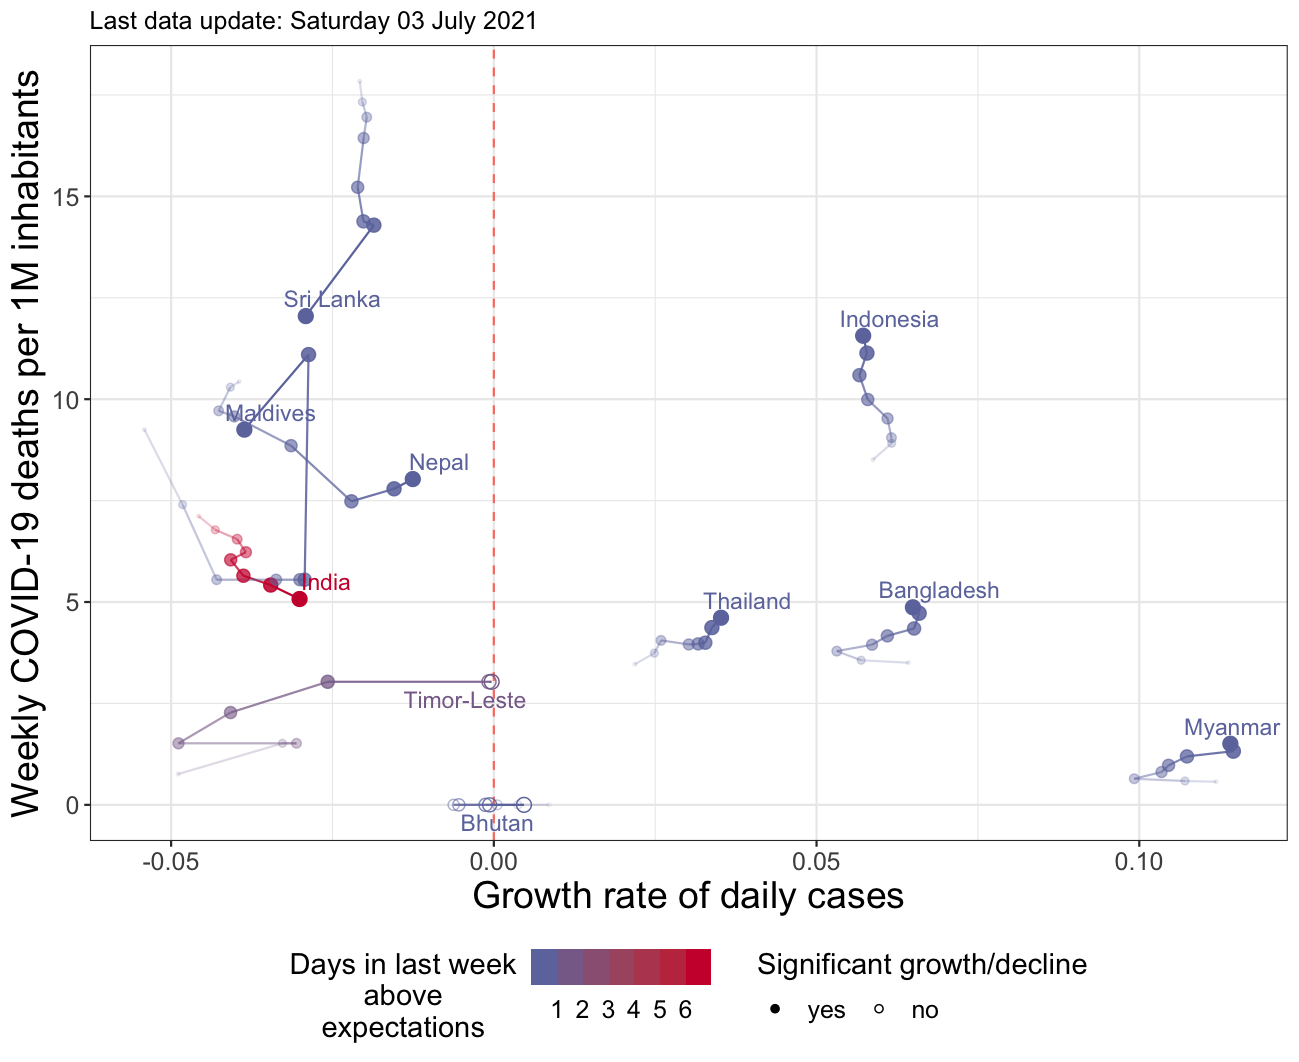 Last data update: Saturday 03 July 2021
Weekly COVID-19 deaths per 1M inhabitants
15
10
5
0
Sri Lanka
Indonesia
Maldives
Nepal
India
Bangladesh
Thailand
Timor-Leste
Myanmar
Bhutan
-0.05 0.00 0.05 0.10
Growth rate of daily cases
Days in last week
above
expectations
1 2 3 4 5 6
Significant growth/decline
yes no